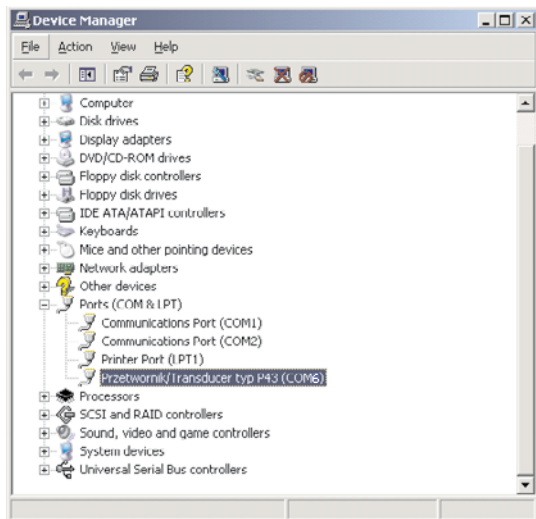 Device Manager
File Action View Help
Computer
Disk drives
Display adapters
DVD/CD-ROM drives
Floppy disk controllers
Floppy disk drives
IDE ATA/ATAPI controllers
Keyboards
Mice and other pointing devices
Network adapters
Other devices
Ports (COM & LPT)
Communications Port (COM1)
Communications Port (COM2)
Printer Port (LPT1)
Przetwornik/Transducer typ P43 (COM6)
Processors
SCSI and RAID controllers
Sound, video and game controllers
System devices
Universal Serial Bus controllers